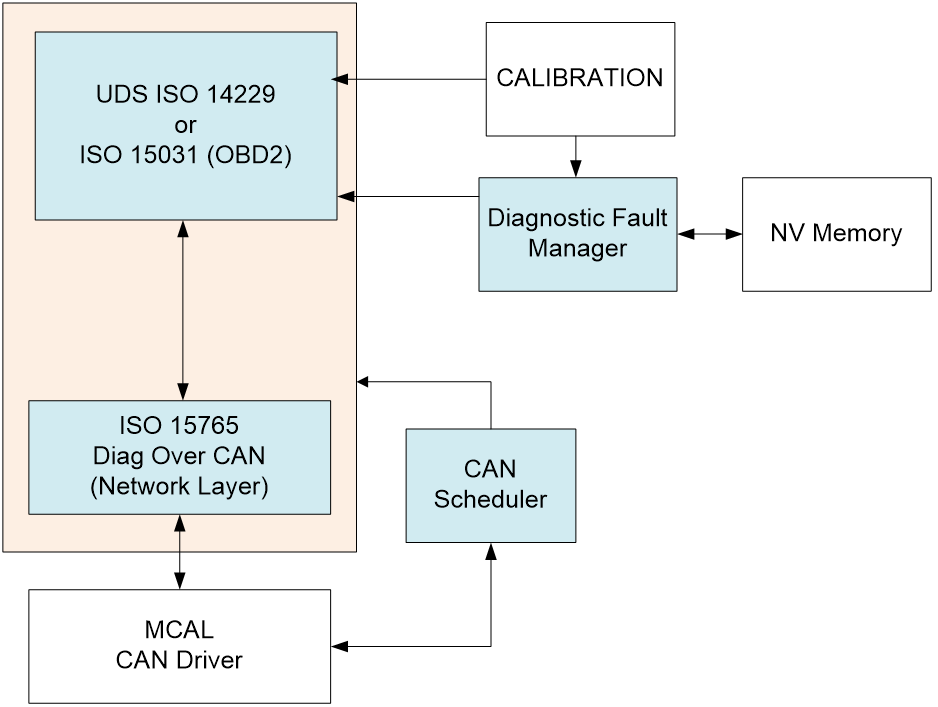 UDS ISO 14229
or
ISO 15031 (OBD2)
CALIBRATION
Diagnostic Fault
Manager
NV Memory
ISO 15765
Diag Over CAN
(Network Layer)
CAN
Scheduler
MCAL
CAN Driver